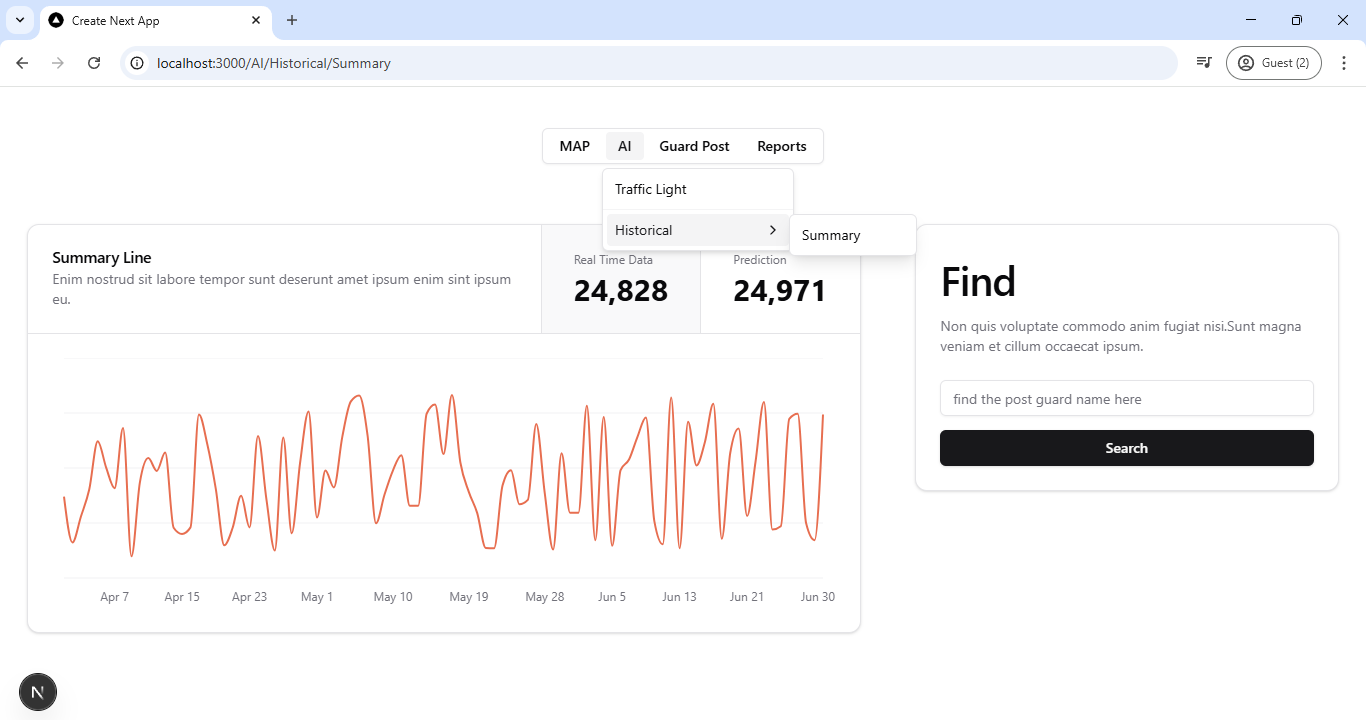 Create Next App
localhost:3000/AI/Historical/Summary
Guest (2)
MAP AI Guard Post Reports
Traffic Light
Historical
Summary
Summary Line
Enim nostrud sit labore tempor sunt deserunt amet ipsum enim sint ipsum
eu.
Real Time Data
24,828
Prediction
24,971
Apr 7 Apr 15 Apr 23 May 1 May 10 May 19 May 28 Jun 5 Jun 13 Jun 21 Jun 30
Find
Non quis voluptate commodo anim fugiat nisi.Sunt magna
veniam et cillum occaecat ipsum.
find the post guard name here
Search
N